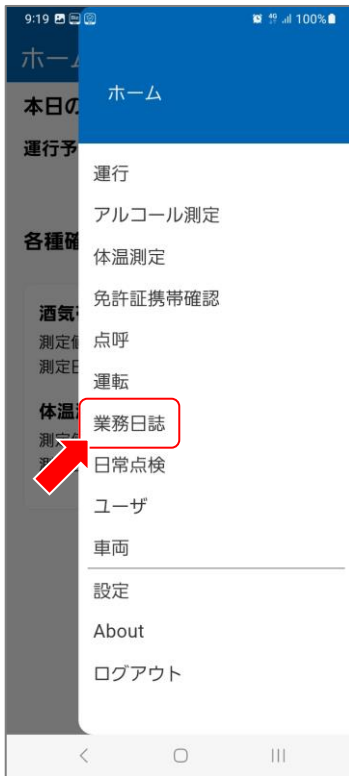 9:19 100%
ホーム
ホーム
本日の
運行予
運行
アルコール測定
各種確
体温測定
免許証携帯確認
酒気
点呼
測定値
測定日
運転
体温
業務日誌
測定
日常点検
ユーザ
車両
設定
About
ログアウト